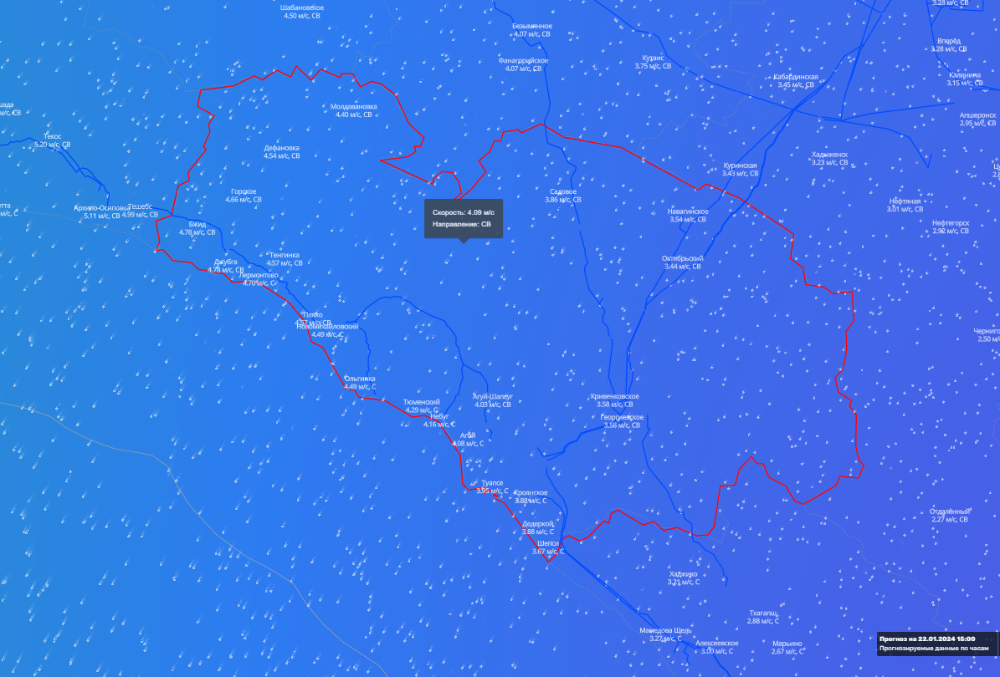 Шабановское
4.50 м/с, СВ
Безымянное
4.07 м/с, СВ
3.28 м/с, СВ
Вперёд
3.28 м/с, СВ
Фанагорийское
4.07 м/с, СВ
Кутаис
3.75 м/с, СВ
Кабардинская
3.45 м/с, СВ
Калинина
3.15 м/с, СВ
Молдавановка
4.40 м/с, СВ
Апшеронск
2.95 м/с, СВ
Текос
5.20 м/с, СВ
Дефановка
4.54 м/с, СВ
Хадыженск
3.23 м/с, СВ
Куринская
3.43 м/с, СВ
Горское
4.66 м/с, СВ
Садовое
3.86 м/с, СВ
Архипо-Осиповка
5.11 м/с, СВ
Тешебс
4.99 м/с, СВ
Навагинское
3.54 м/с, СВ
Нефтяная
3.01 м/с, СВ
Скорость: 4.09 м/с
Направление: СВ
Бжид
4.78 м/с, СВ
Нефтегорск
2.92 м/с, СВ
Тенгинка
4.57 м/с, СВ
Джубга
4.73 м/с, СВ
Октябрьский
3.44 м/с, СВ
Лермонтово
4.70 м/с, С
Пляхо
4.57 м/с, СВ
Новомихайловский
4.49 м/с, С
2.50 м/с
Ольгинка
4.49 м/с, С
Тюменский
4.29 м/с, С
Агуй-Шапсуг
4.03 м/с, СВ
Кривенковское
3.58 м/с, СВ
Небуг
4.16 м/с, С
Георгиевское
3.58 м/с, СВ
Агой
4.08 м/с, С
Туапсе
3.95 м/с, С
Кроянское
3.88 м/с, С
Отдалённый
2.27 м/с, СВ
Дедеркой
3.88 м/с, С
Шепси
3.67 м/с, С
Хаджико
3.21 м/с, С
Тхагапш
2.88 м/с, С
Мамедова Щель
3.27 м/с, С
Алексеевское
3.00 м/с, С
Марьино
2.67 м/с, С
Прогноз на 22.01.2024 15:00
Прогнозируемые данные по часам